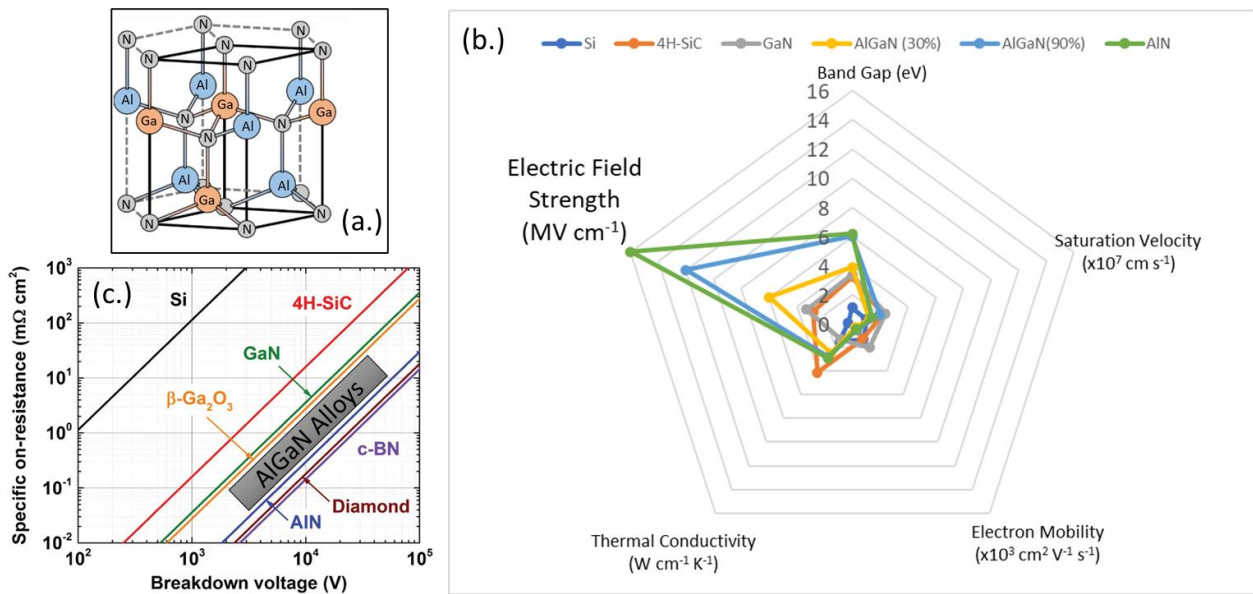 N N N
N N N
N N
Al Al Al
Ga Ga
Ga N N
N Al
Al Al
Ga
N N
N N
N
(a.)
(b.)
Si 4H-SiC GaN AlGaN (30%) AlGaN(90%) AlN
Band Gap (eV)
16
14
12
10
8
6
4
2
0
Electric Field
Strength
(MV cm⁻¹)
Saturation Velocity
(x10⁷ cm s⁻¹)
Thermal Conductivity
(W cm⁻¹ K⁻¹)
Electron Mobility
(x10³ cm² V⁻¹ s⁻¹)
(c.)
Specific on-resistance (mΩ cm²)
10³
10²
10¹
10⁰
10⁻¹
10⁻²
Si
4H-SiC
GaN
β-Ga₂O₃
AlGaN Alloys
c-BN
Diamond
AlN
10² 10³ 10⁴ 10⁵
Breakdown voltage (V)